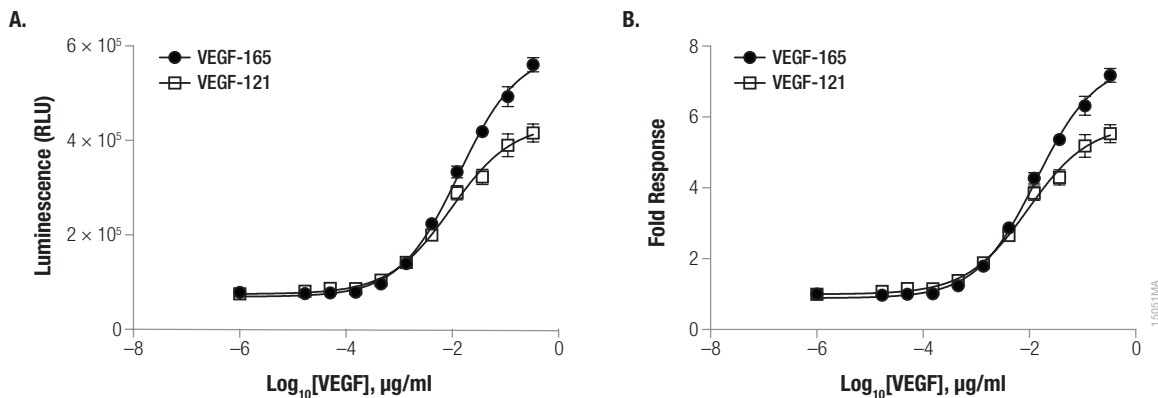 A.
6 × 10⁵
4 × 10⁵
2 × 10⁵
0
Luminescence (RLU)
VEGF-165
VEGF-121
–8
–6
–4
–2
0
Log₁₀[VEGF], µg/ml
B.
8
6
4
2
0
Fold Response
VEGF-165
VEGF-121
–8
–6
–4
–2
0
Log₁₀[VEGF], µg/ml
15051MA